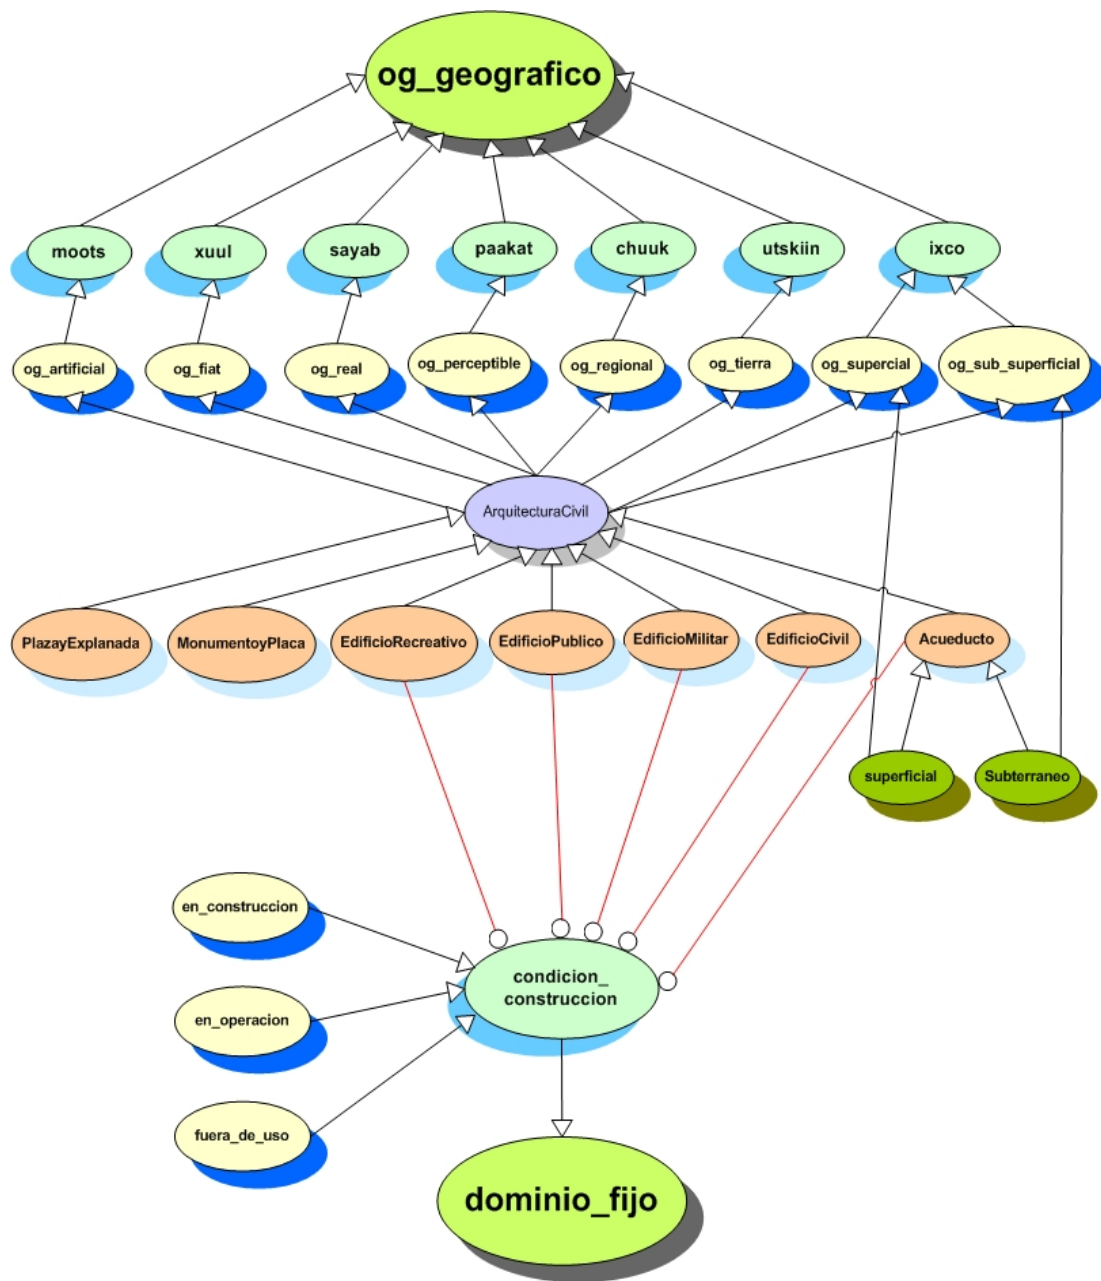 og_geografico
moots
xuul
sayab
paakat
chuuk
utskiin
ixco
og_artificial
og_fiat
og_real
og_perceptible
og_regional
og_tierra
og_supercial
og_sub_superficial
ArquitecturaCivil
PlazayExplanada
MonumentoyPlaca
EdificioRecreativo
EdificioPublico
EdificioMilitar
EdificioCivil
Acueducto
superficial
Subterraneo
en_construccion
condicion_
construccion
en_operacion
fuera_de_uso
dominio_fijo